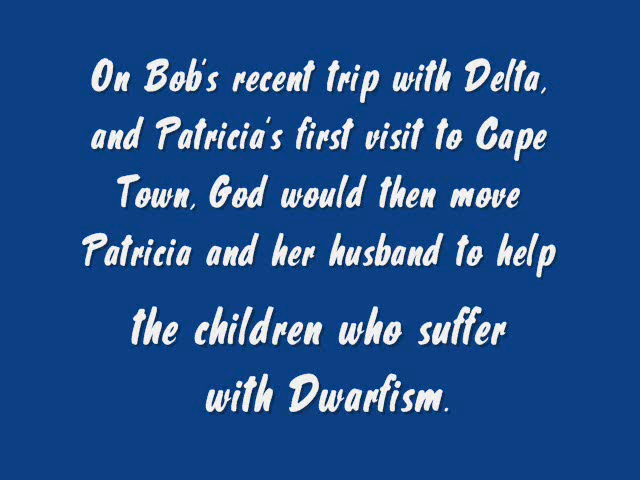 On Bob's recent trip with Delta,
and Patricia's first visit to Cape
Town, God would then move
Patricia and her husband to help
the children who suffer
with Dwarfism.